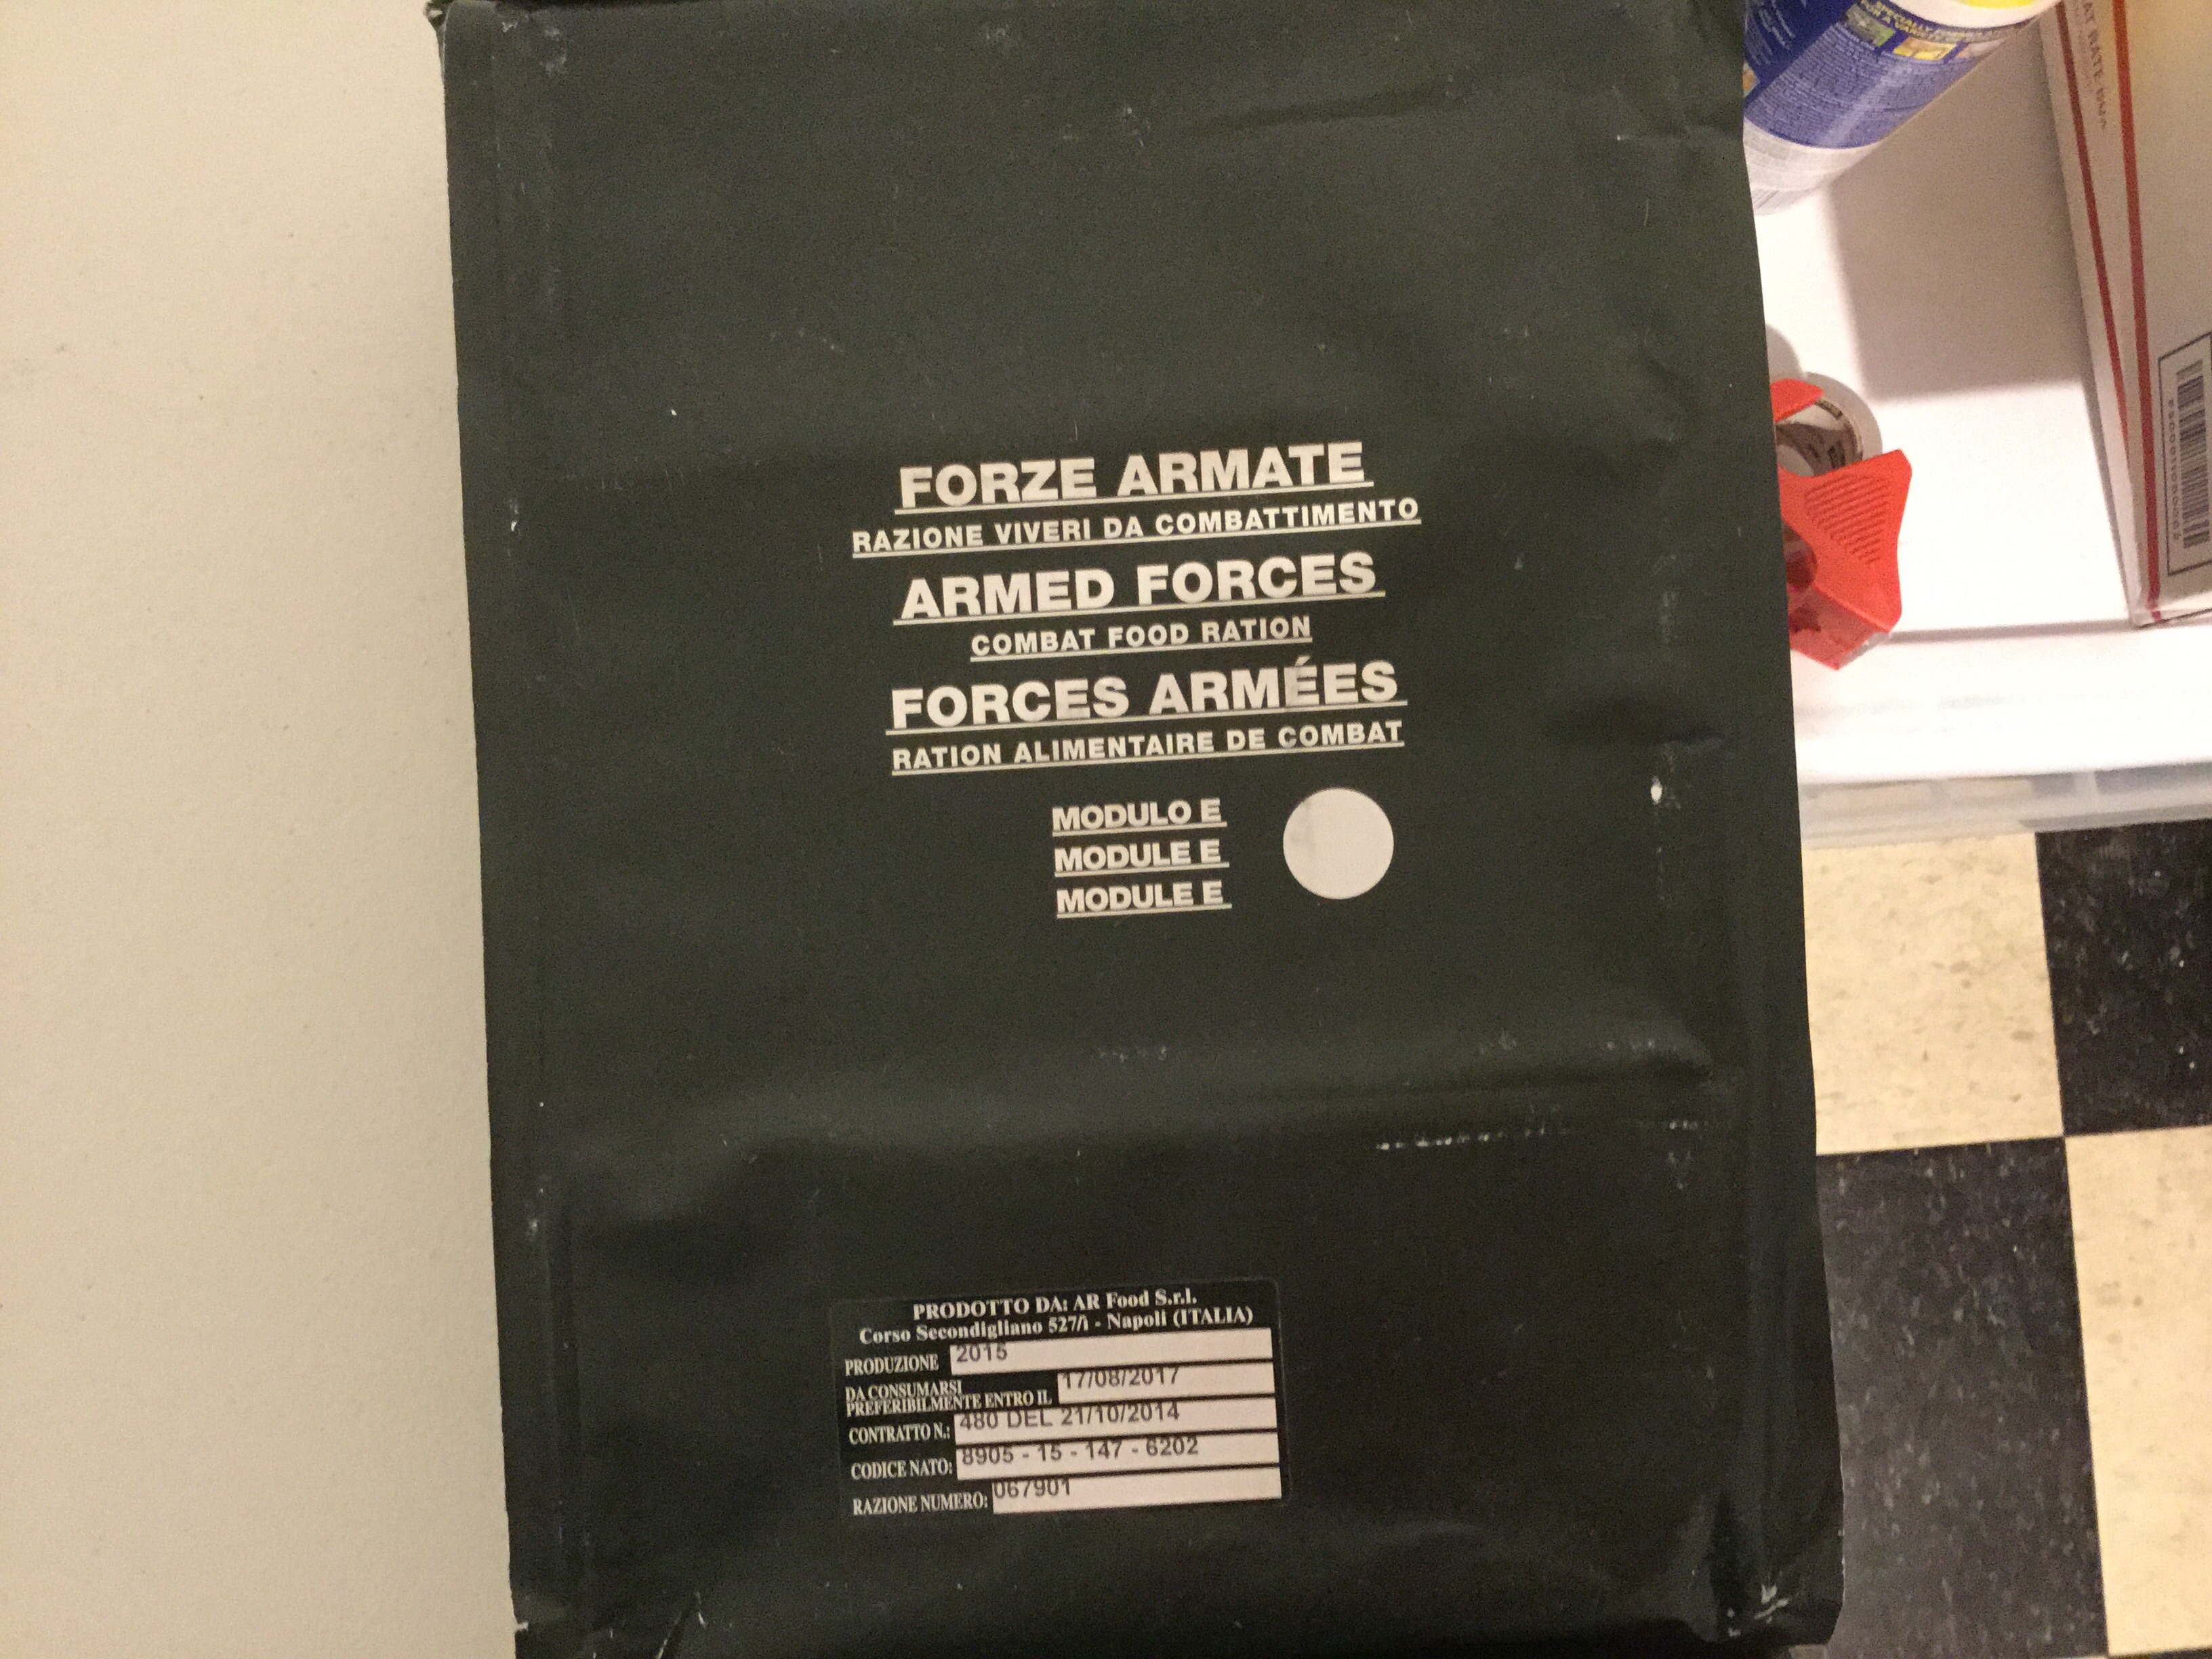 FORZE ARMATE
RAZIONE VIVERI DA COMBATTIMENTO
ARMED FORCES
COMBAT FOOD RATION
FORCES ARMÉES
RATION ALIMENTAIRE DE COMBAT
MODULO E
MODULE E
MODULE E
PRODOTTO DA: AR Food S.r.l.
Corso Secondigliano 527/i - Napoli (ITALIA)
PRODUZIONE 2015
DA CONSUMARSI
PREFERIBILMENTE ENTRO IL 17/08/2017
CONTRATTO N.: 480 DEL 21/10/2014
CODICE NATO: 8905 - 15 - 147 - 6202
RAZIONE NUMERO: 067901
SPECIALLY
FOR A